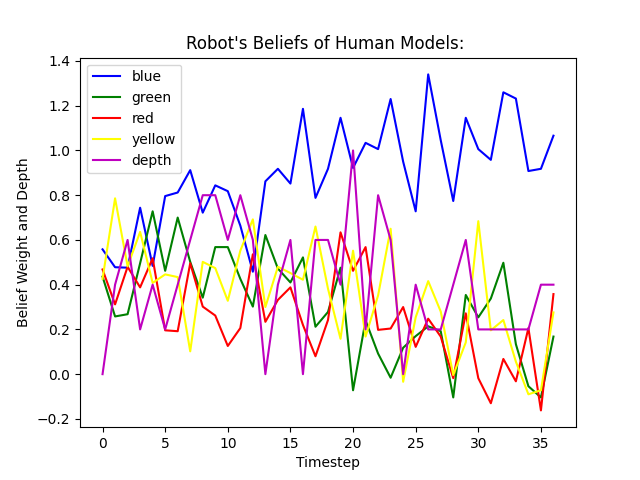 Robot's Beliefs of Human Models:
1.4
1.2
1.0
0.8
0.6
0.4
0.2
0.0
−0.2
Belief Weight and Depth
blue
green
red
yellow
depth
0 5 10 15 20 25 30 35
Timestep